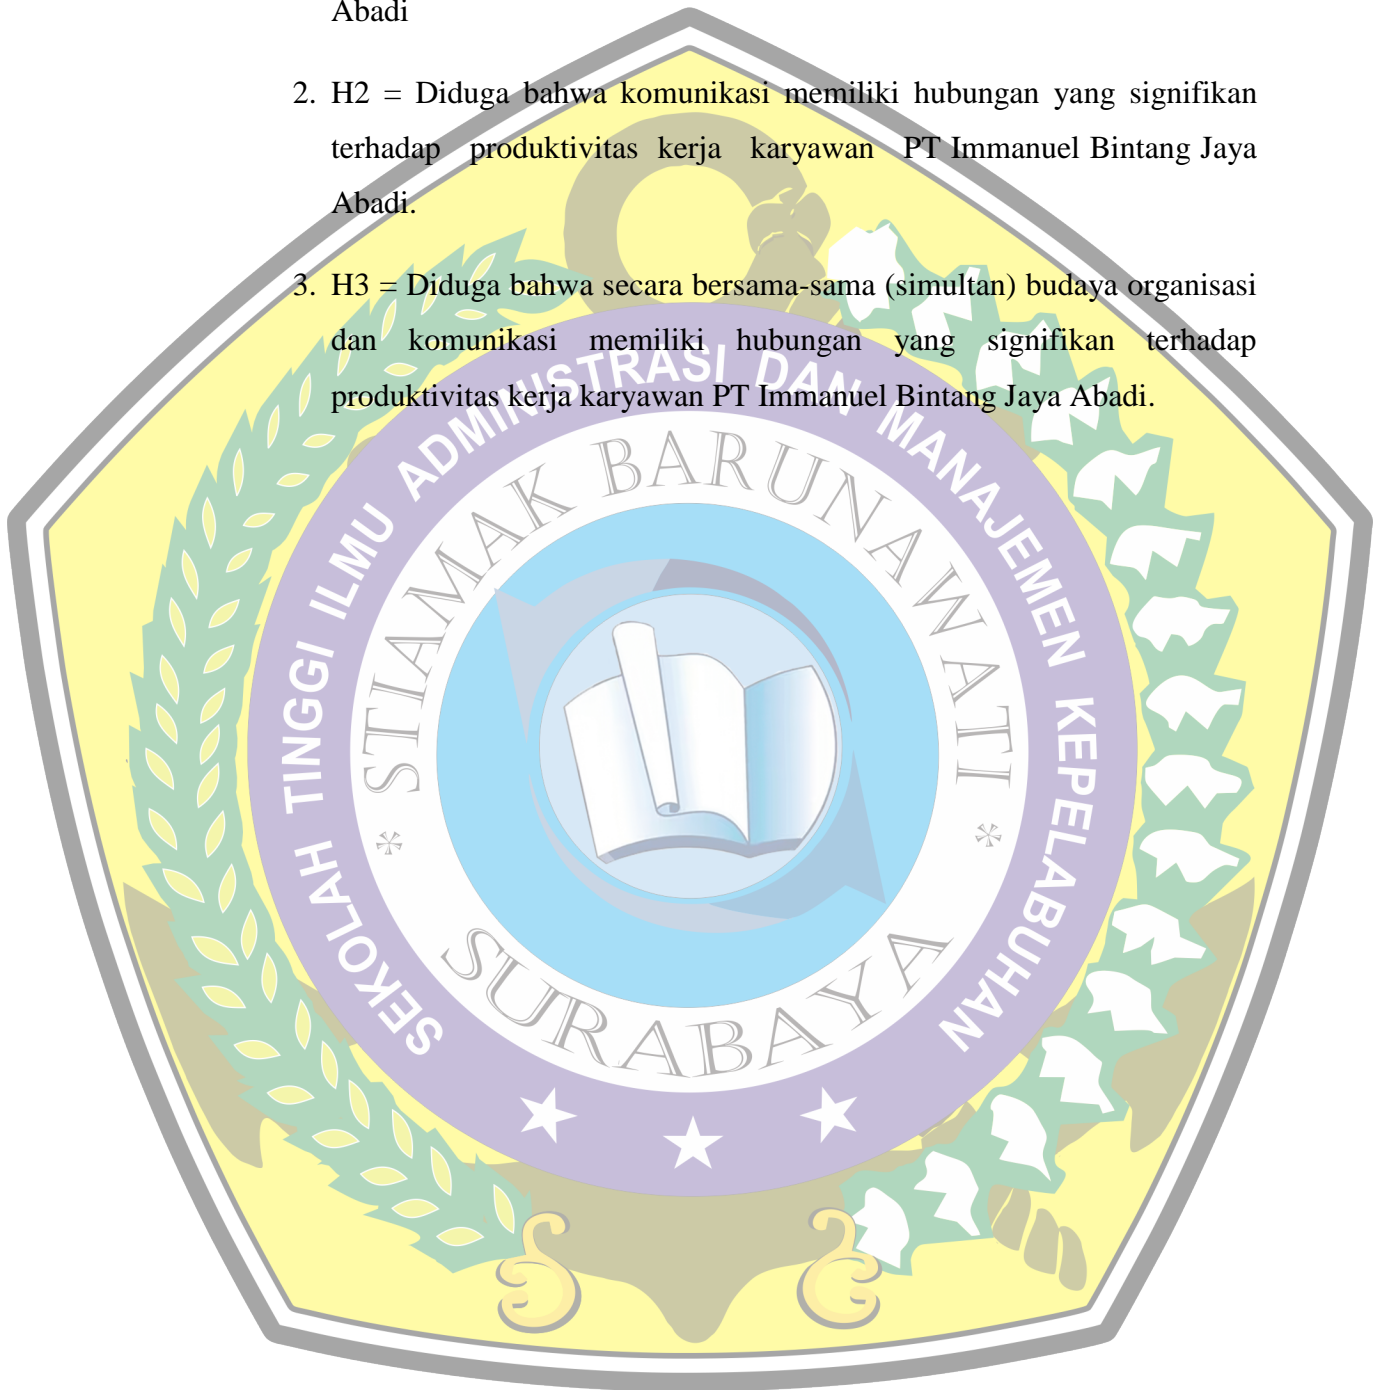 Abadi
2. H2 = Diduga bahwa komunikasi memiliki hubungan yang signifikan
terhadap produktivitas kerja karyawan PT Immanuel Bintang Jaya
Abadi.
3. H3 = Diduga bahwa secara bersama-sama (simultan) budaya organisasi
dan komunikasi memiliki hubungan yang signifikan terhadap
produktivitas kerja karyawan PT Immanuel Bintang Jaya Abadi.
SEKOLAH TINGGI ILMU ADMINISTRASI DAN MANAJEMEN KEPELABUHAN
STIAMAK BARUNAWATI
* SURABAYA *